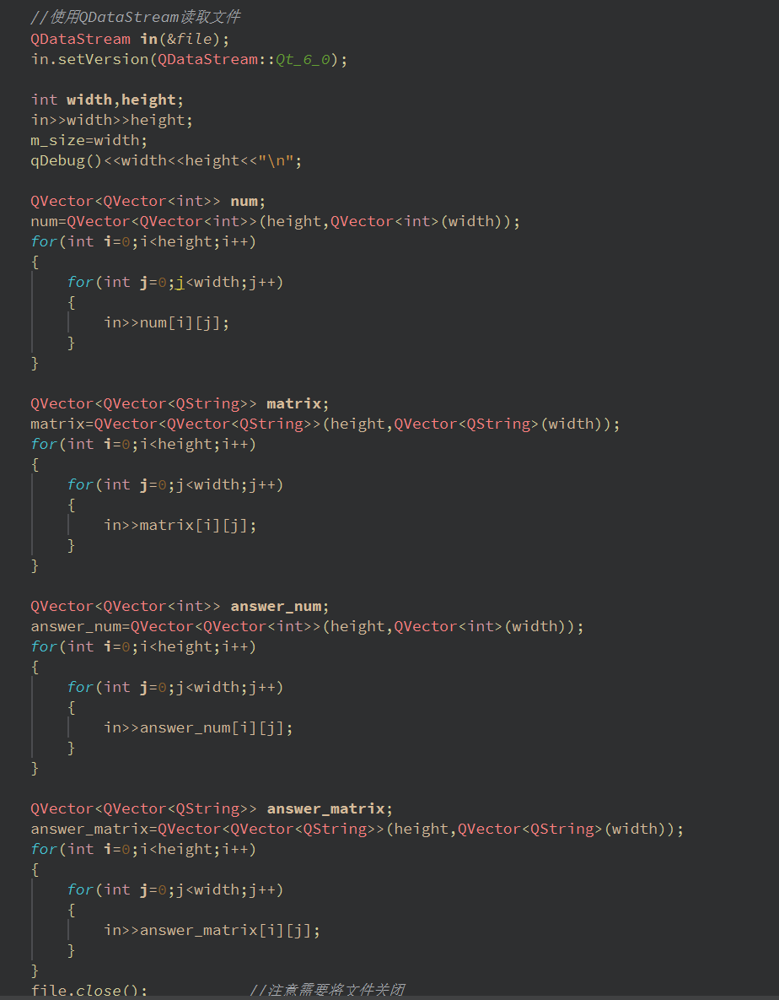 //使用QDataStream读取文件
QDataStream in(&file);
in.setVersion(QDataStream::Qt_6_0);
int width,height;
in>>width>>height;
m_size=width;
qDebug()<<width<<height<<"\n";
QVector<QVector<int>> num;
num=QVector<QVector<int>>(height,QVector<int>(width));
for(int i=0;i<height;i++)
{
for(int j=0;j<width;j++)
{
in>>num[i][j];
}
}
QVector<QVector<QString>> matrix;
matrix=QVector<QVector<QString>>(height,QVector<QString>(width));
for(int i=0;i<height;i++)
{
for(int j=0;j<width;j++)
{
in>>matrix[i][j];
}
}
QVector<QVector<int>> answer_num;
answer_num=QVector<QVector<int>>(height,QVector<int>(width));
for(int i=0;i<height;i++)
{
for(int j=0;j<width;j++)
{
in>>answer_num[i][j];
}
}
QVector<QVector<QString>> answer_matrix;
answer_matrix=QVector<QVector<QString>>(height,QVector<QString>(width));
for(int i=0;i<height;i++)
{
for(int j=0;j<width;j++)
{
in>>answer_matrix[i][j];
}
}
file.close(); //注意需要将文件关闭